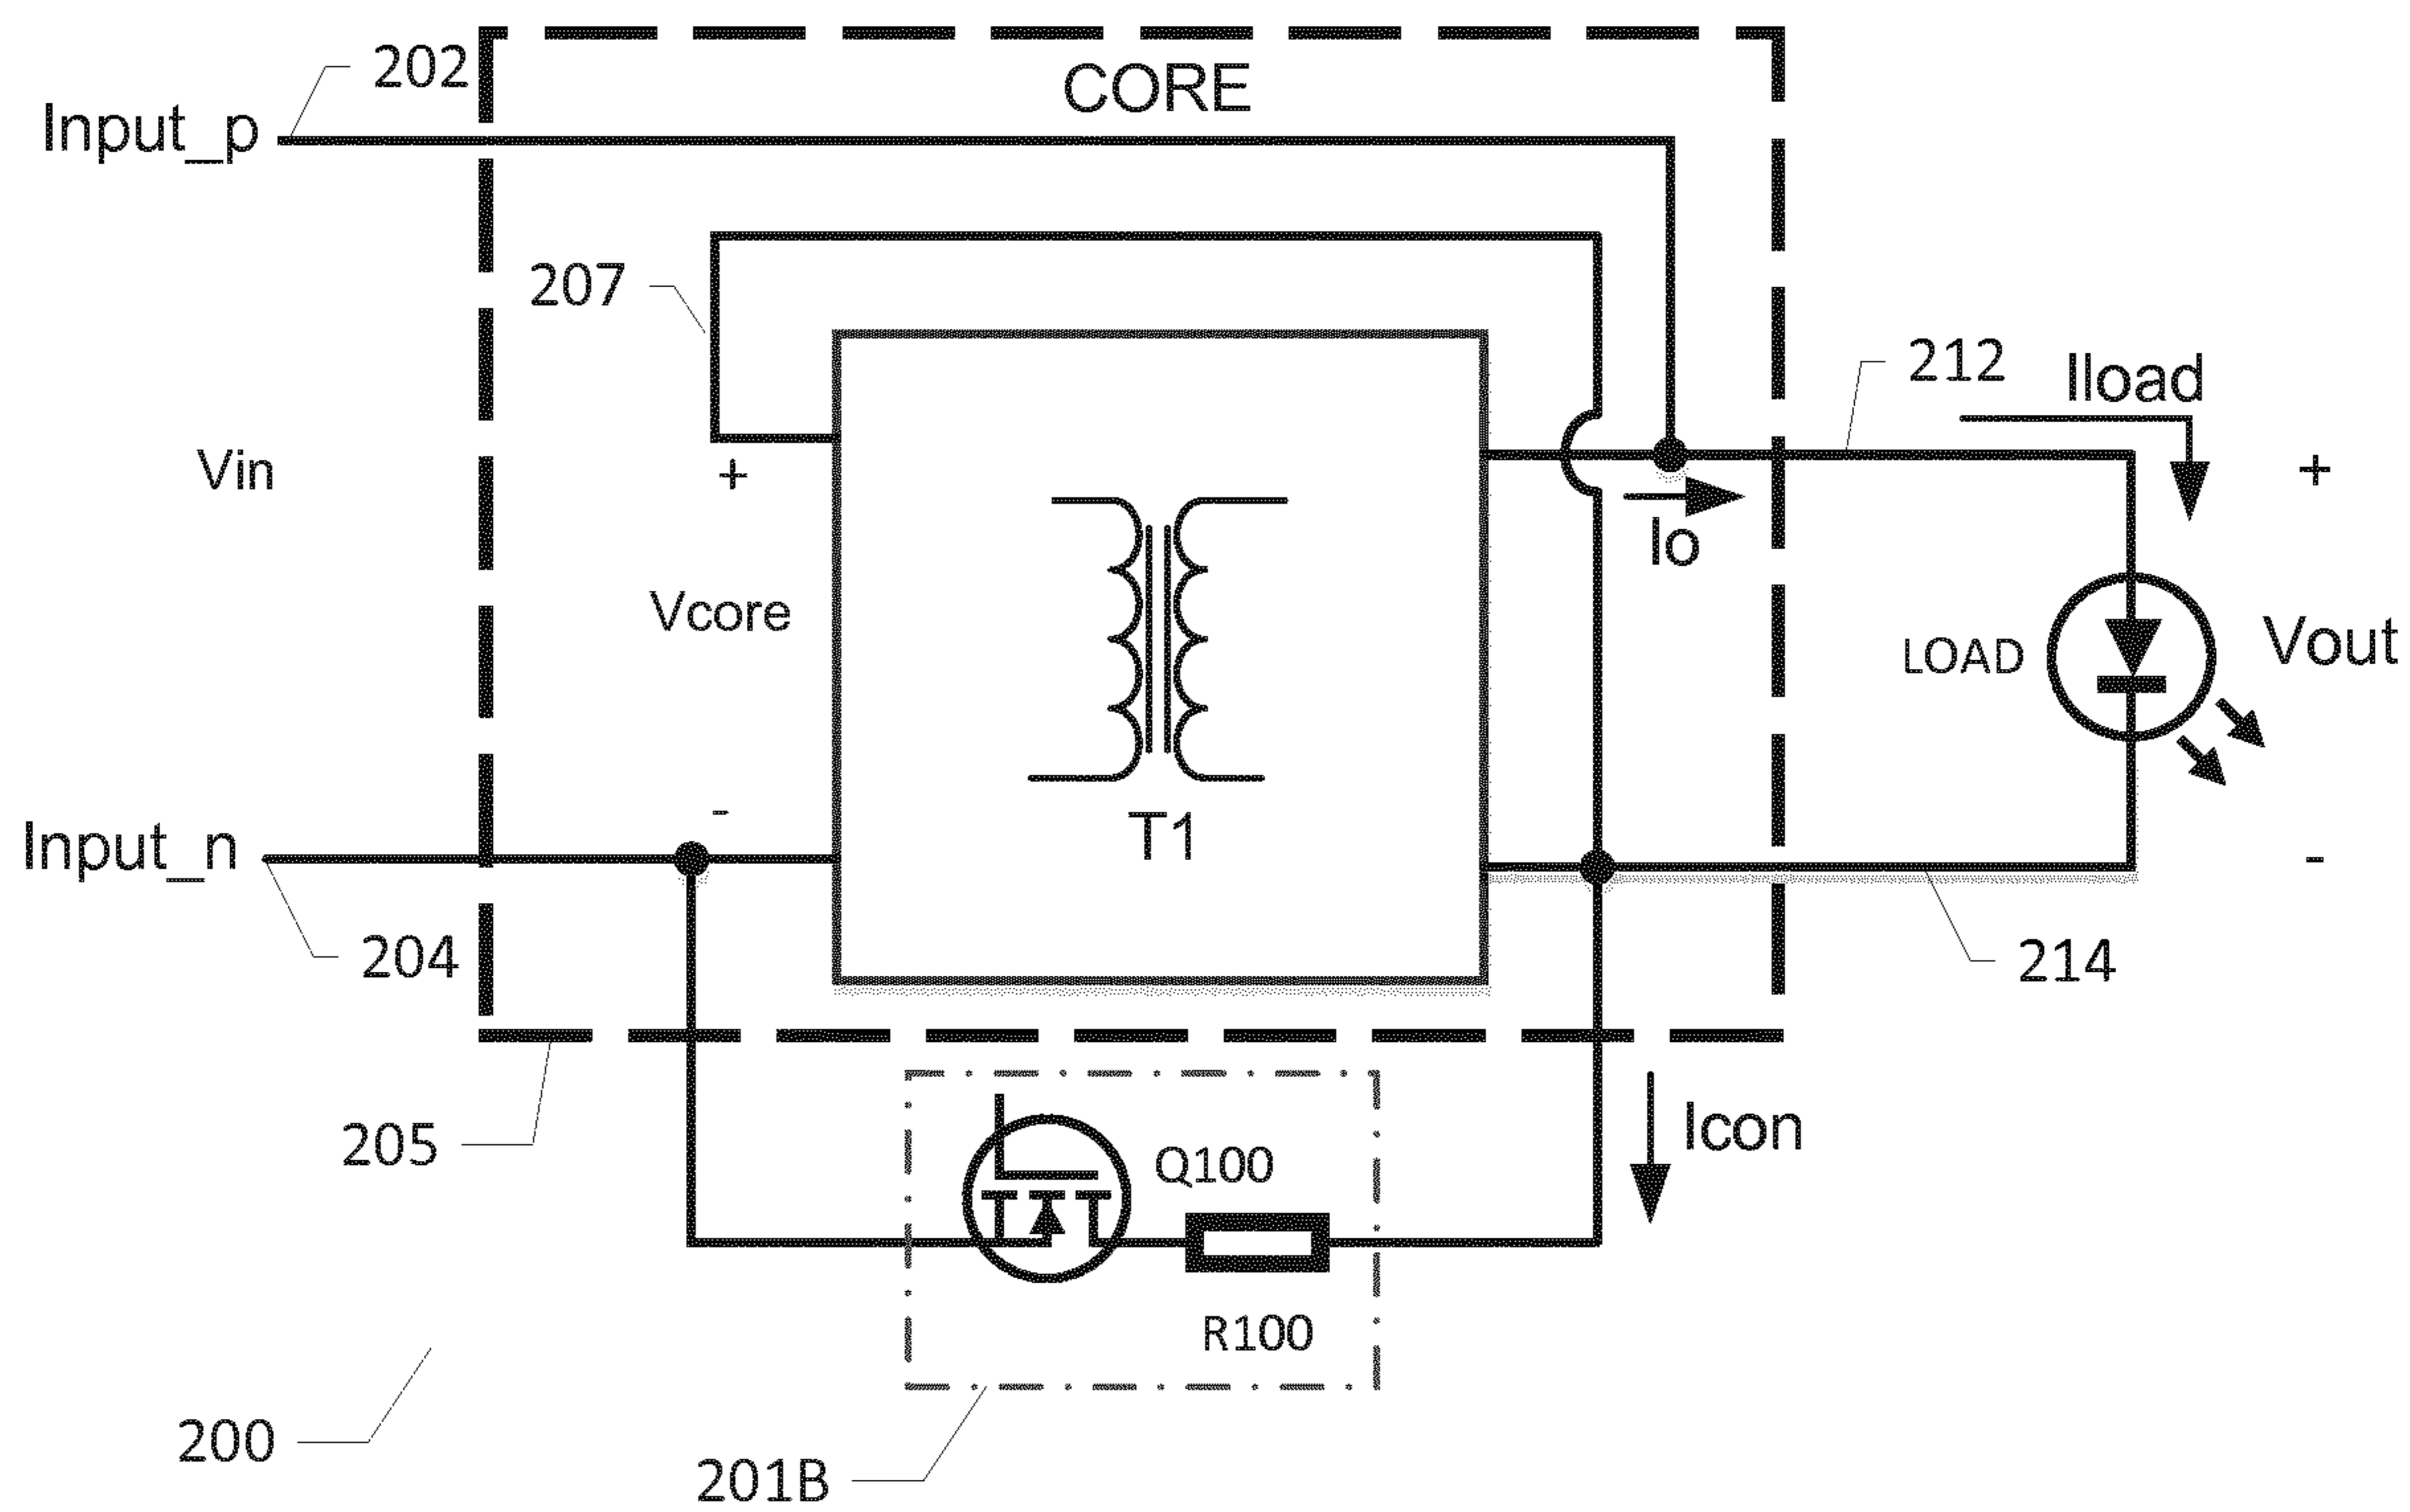 202
CORE
Input_p
207
212
Iload
Vin
+
+
Io
Vcore
LOAD
Vout
-
T1
Input_n
-
204
214
205
Icon
Q100
R100
200
201B